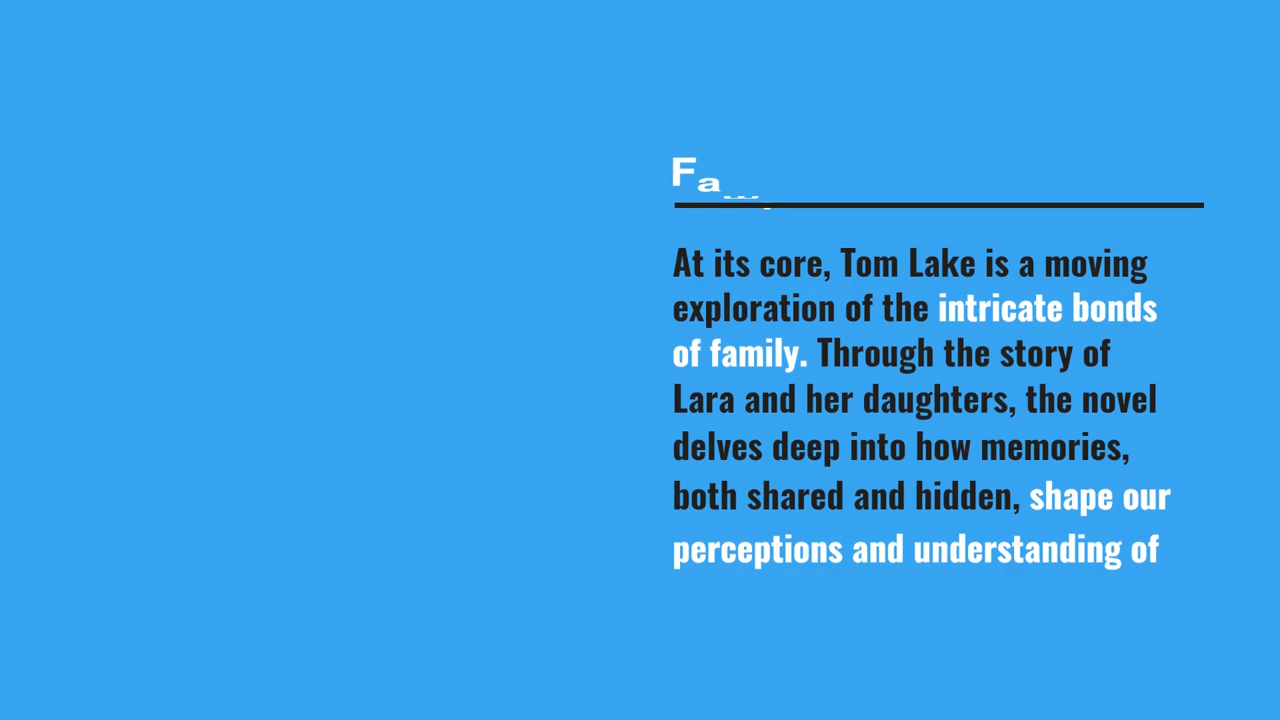 Fa
At its core, Tom Lake is a moving
exploration of the intricate bonds
of family. Through the story of
Lara and her daughters, the novel
delves deep into how memories,
both shared and hidden, shape our
perceptions and understanding of